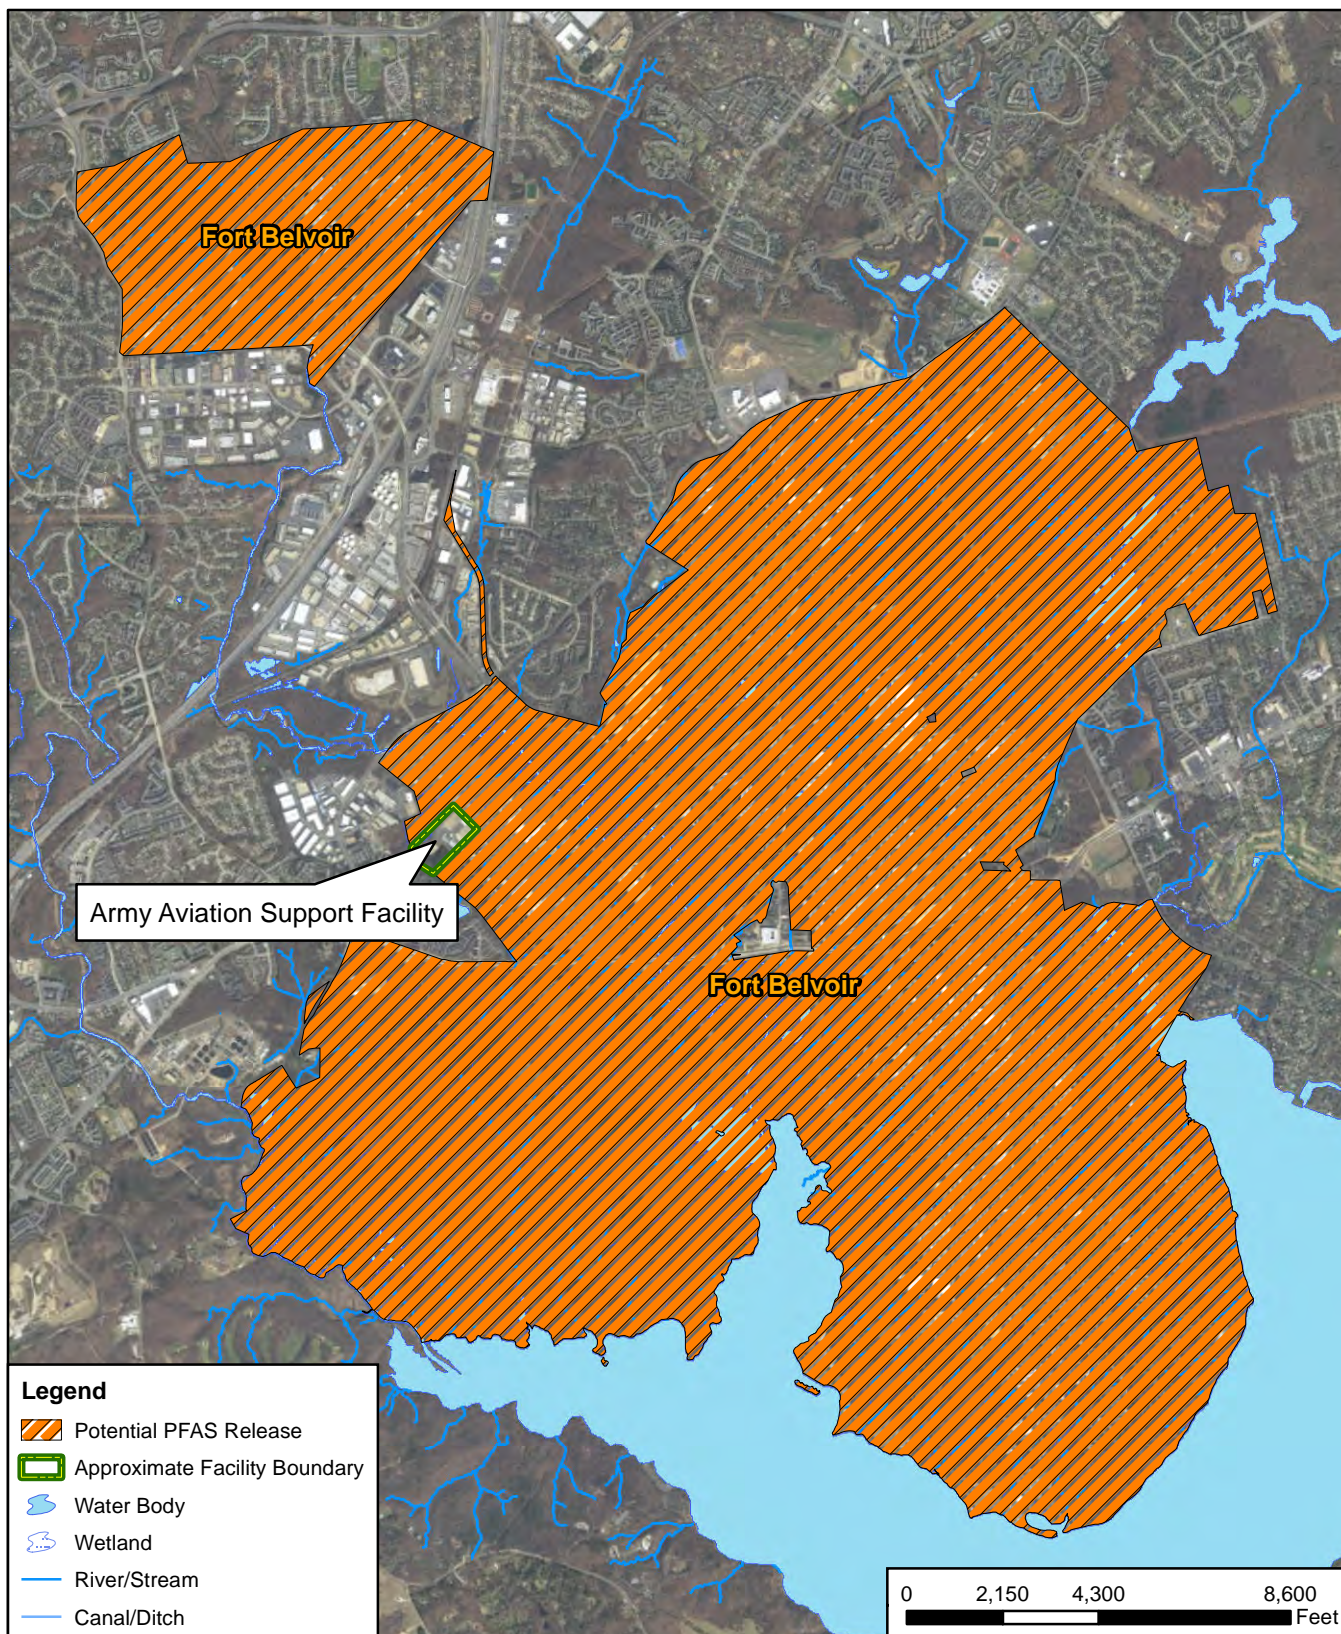 Fort Belvoir
Army Aviation Support Facility
Fort Belvoir
Legend
Potential PFAS Release
Approximate Facility Boundary
Water Body
Wetland
River/Stream
Canal/Ditch
0 2,150 4,300 8,600
Feet